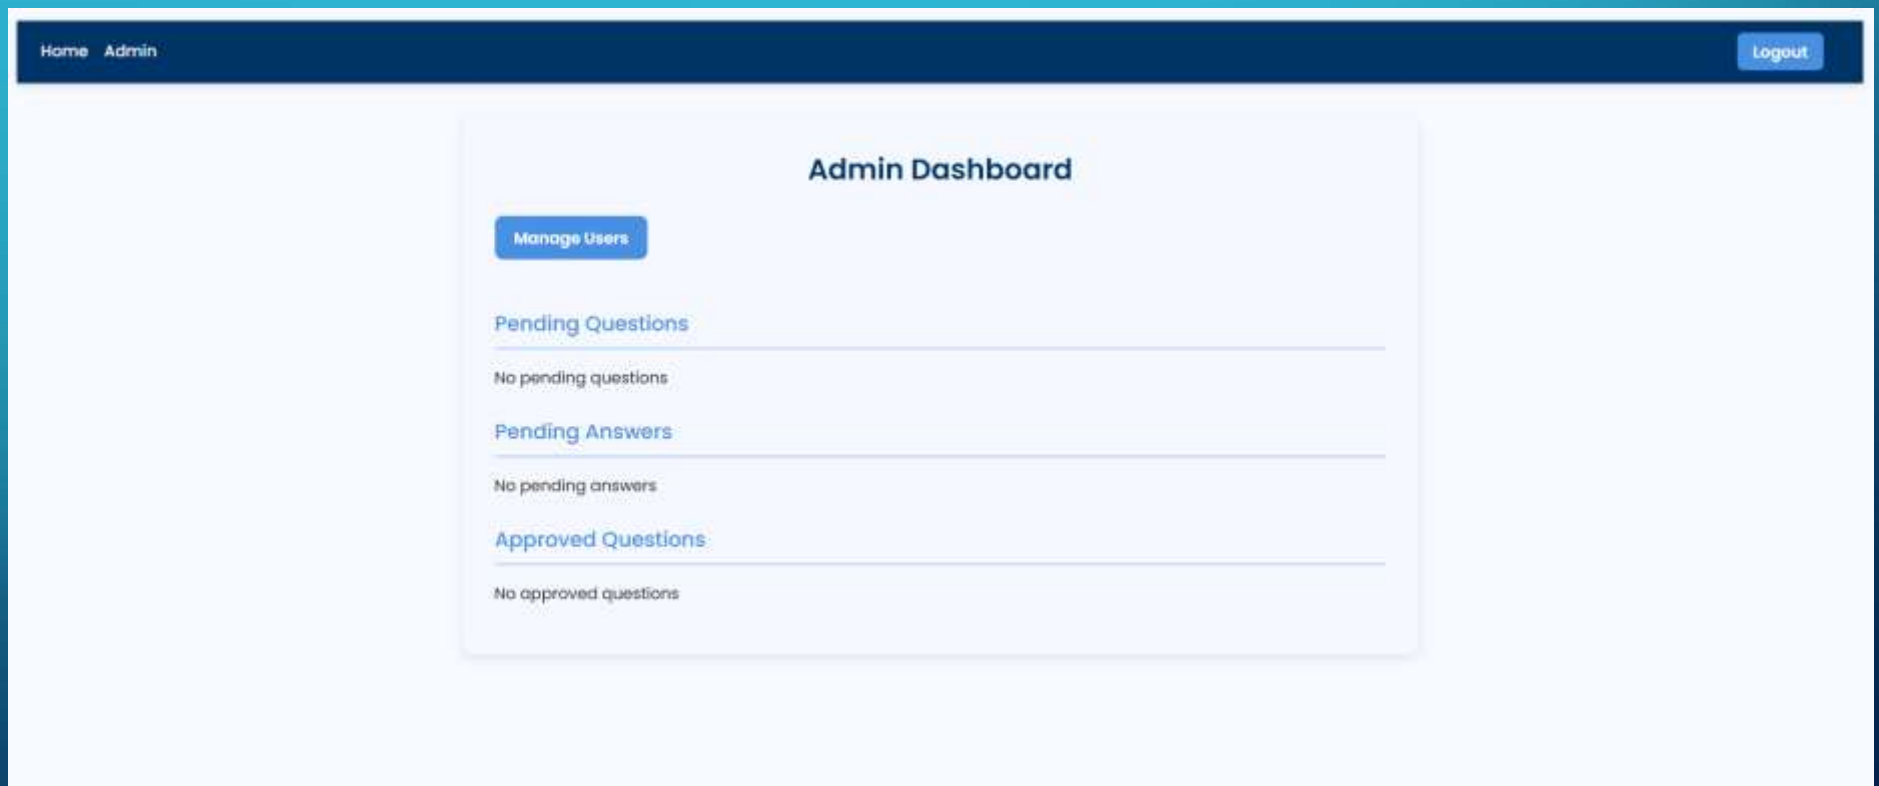 Home Admin Logout
Admin Dashboard
Manage Users
Pending Questions
No pending questions
Pending Answers
No pending answers
Approved Questions
No approved questions